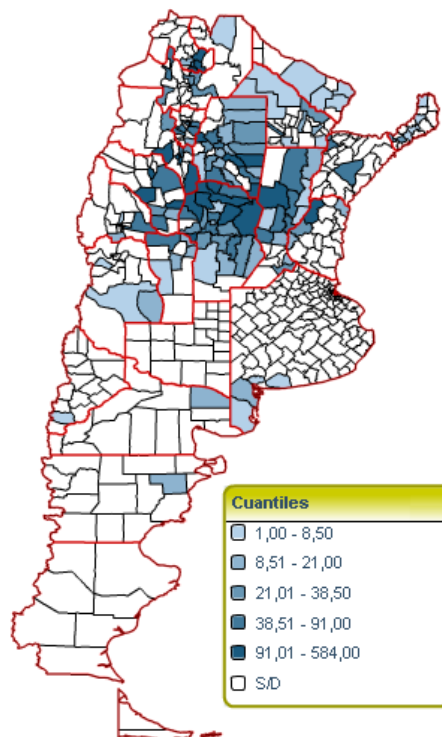 Cuantiles
1,00 - 8,50
8,51 - 21,00
21,01 - 38,50
38,51 - 91,00
91,01 - 584,00
S/D